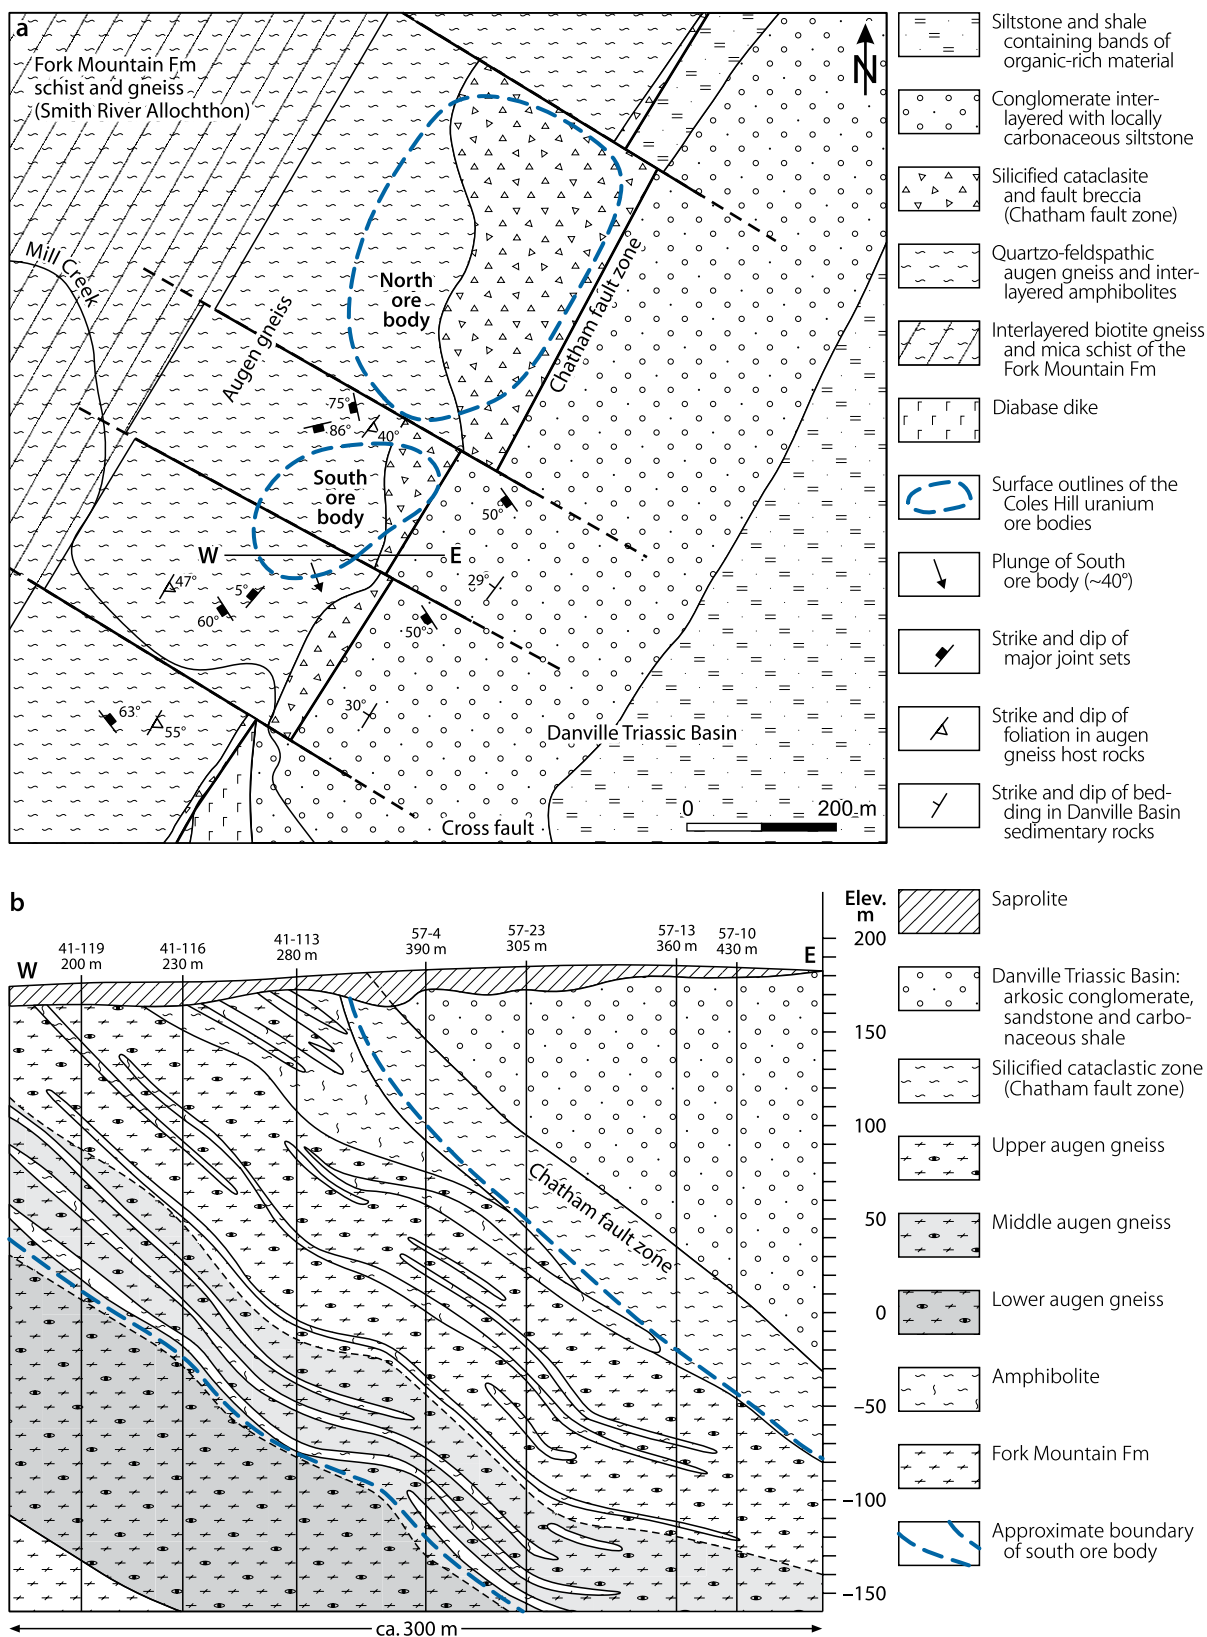 a
Fork Mountain Fm
schist and gneiss
(Smith River Allochthon)
N
Mill Creek
Augen gneiss
North
ore
body
Chatham fault zone
75°
86°
40°
South
ore
body
50°
W
E
47°
5°
60°
29°
50°
63°
55°
30°
Danville Triassic Basin
0
200 m
Cross fault
Siltstone and shale
containing bands of
organic-rich material
Conglomerate inter-
layered with locally
carbonaceous siltstone
Silicified cataclasite
and fault breccia
(Chatham fault zone)
Quartzo-feldspathic
augen gneiss and inter-
layered amphibolites
Interlayered biotite gneiss
and mica schist of the
Fork Mountain Fm
Diabase dike
Surface outlines of the
Coles Hill uranium
ore bodies
Plunge of South
ore body (~40°)
Strike and dip of
major joint sets
Strike and dip of
foliation in augen
gneiss host rocks
Strike and dip of bed-
ding in Danville Basin
sedimentary rocks
b
Elev.
m
W
41-119
200 m
41-116
230 m
41-113
280 m
57-4
390 m
57-23
305 m
57-13
360 m
57-10
430 m
E
200
150
100
50
0
−50
−100
−150
Chatham fault zone
ca. 300 m
Saprolite
Danville Triassic Basin:
arkosic conglomerate,
sandstone and carbo-
naceous shale
Silicified cataclastic zone
(Chatham fault zone)
Upper augen gneiss
Middle augen gneiss
Lower augen gneiss
Amphibolite
Fork Mountain Fm
Approximate boundary
of south ore body